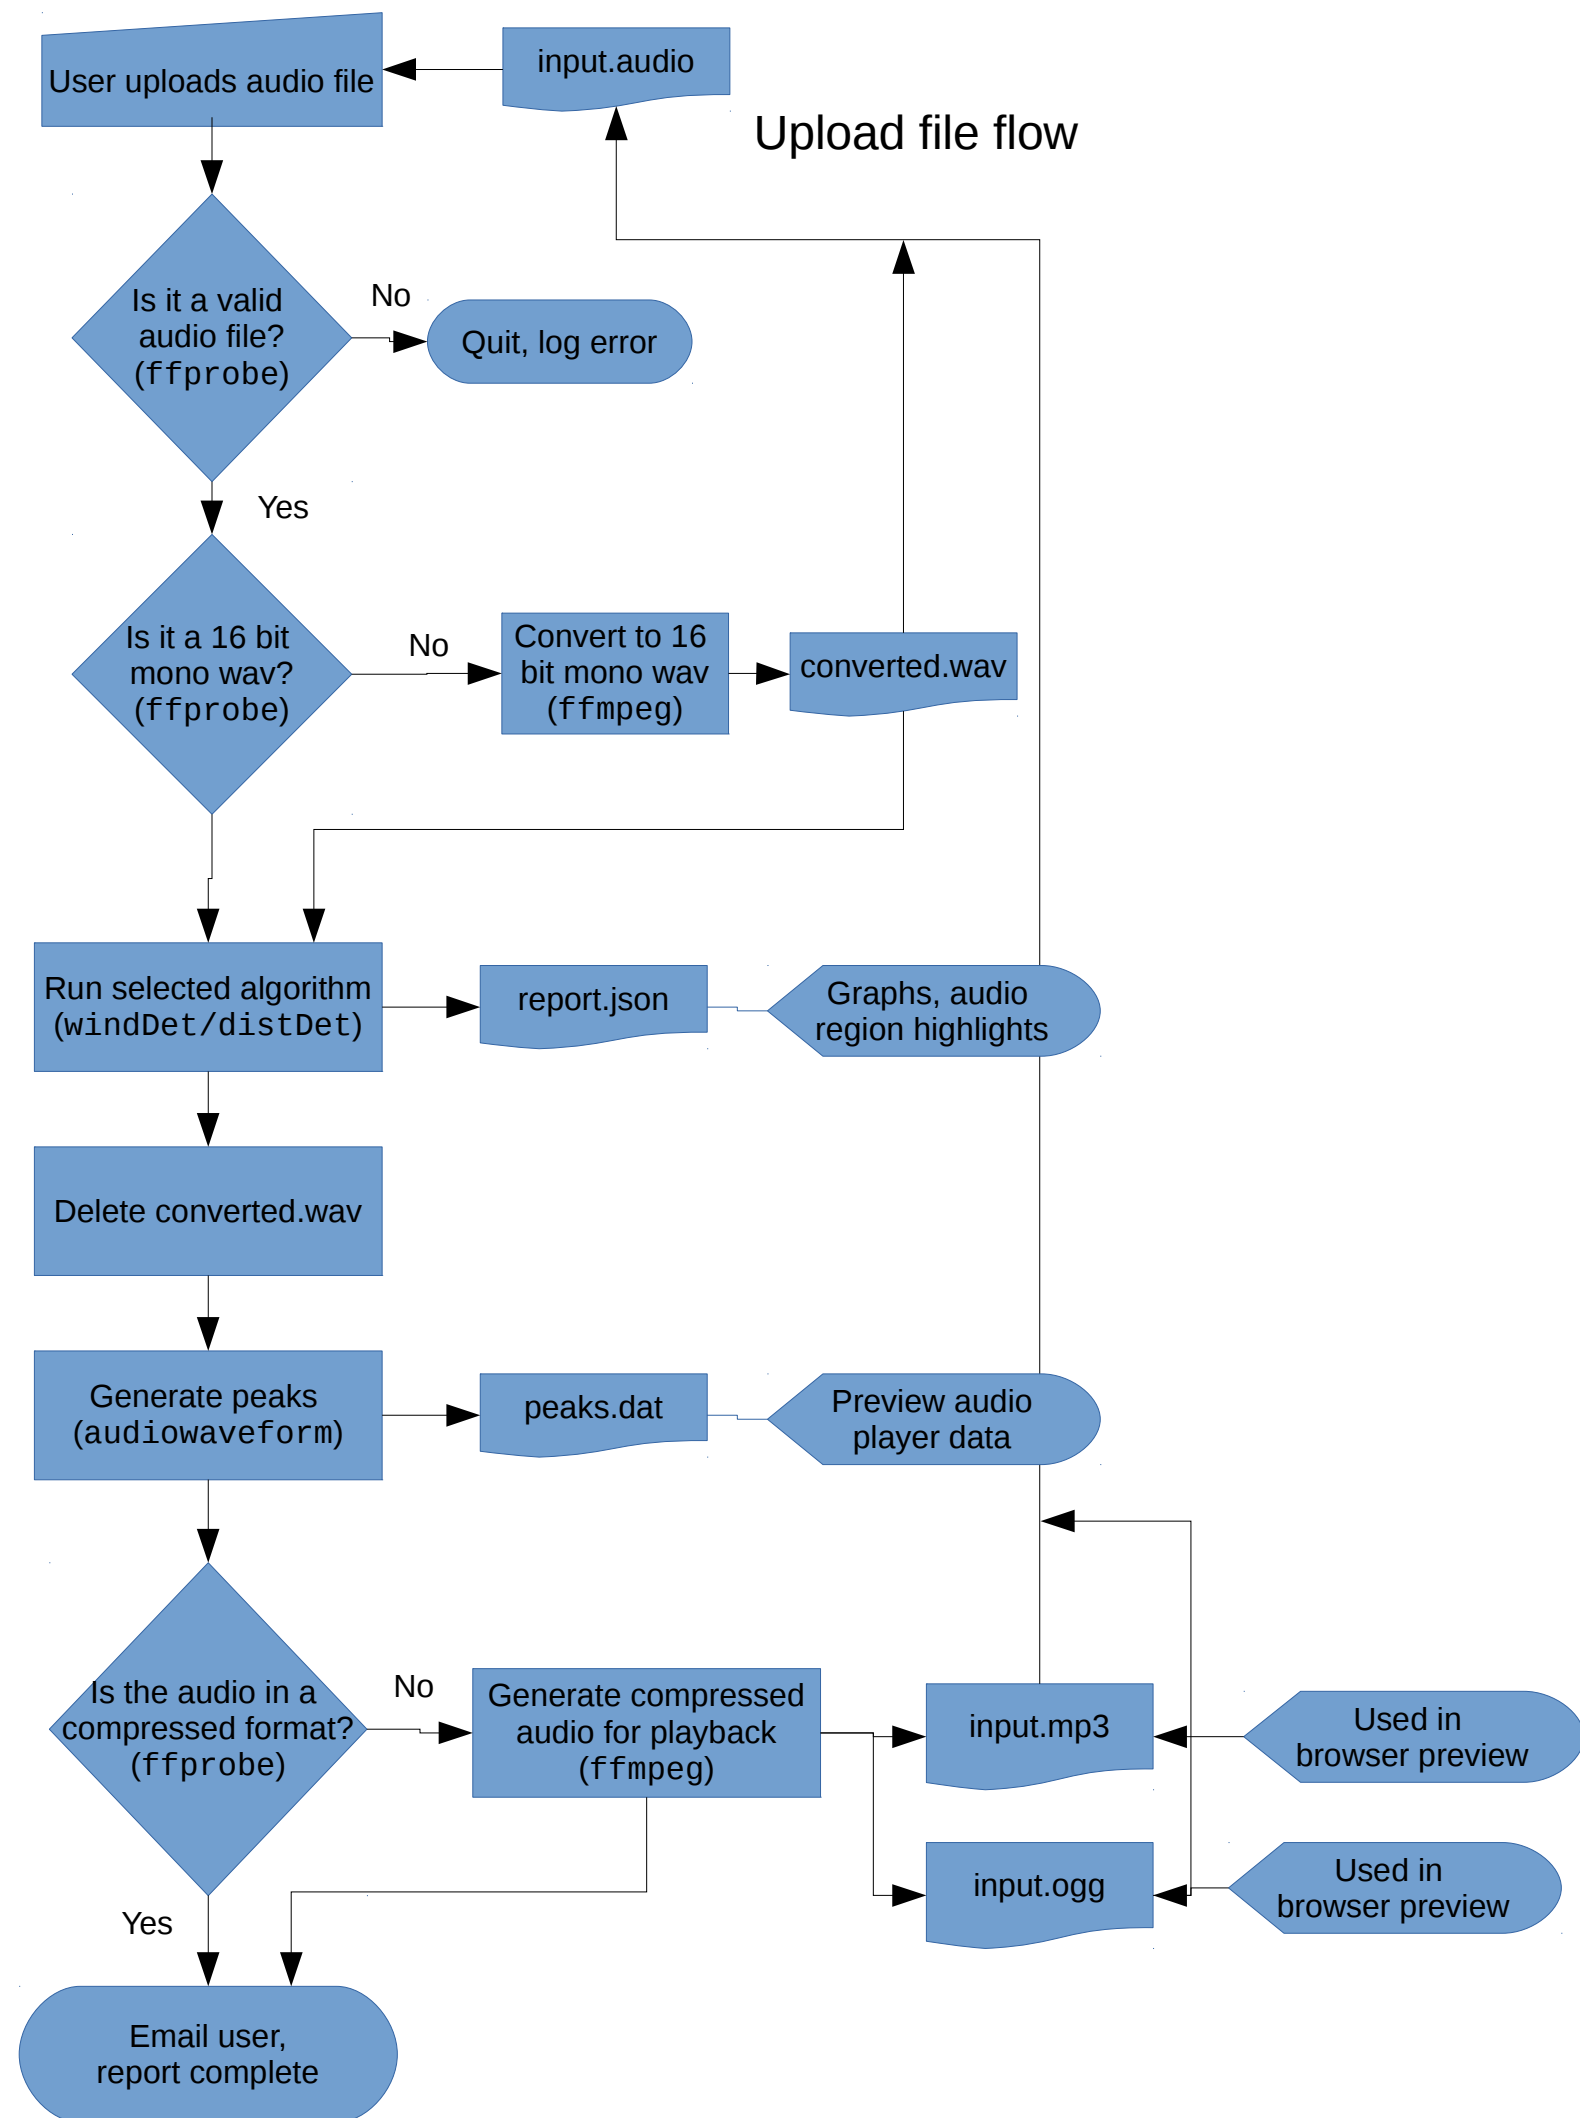 User uploads audio file
input.audio
Upload file flow
Is it a valid
audio file?
(ffprobe)
No
Quit, log error
Yes
Is it a 16 bit
mono wav?
(ffprobe)
No
Convert to 16
bit mono wav
(ffmpeg)
converted.wav
Run selected algorithm
(windDet/distDet)
report.json
Graphs, audio
region highlights
Delete converted.wav
Generate peaks
(audiowaveform)
peaks.dat
Preview audio
player data
Is the audio in a
compressed format?
(ffprobe)
No
Generate compressed
audio for playback
(ffmpeg)
input.mp3
Used in
browser preview
input.ogg
Used in
browser preview
Yes
Email user,
report complete